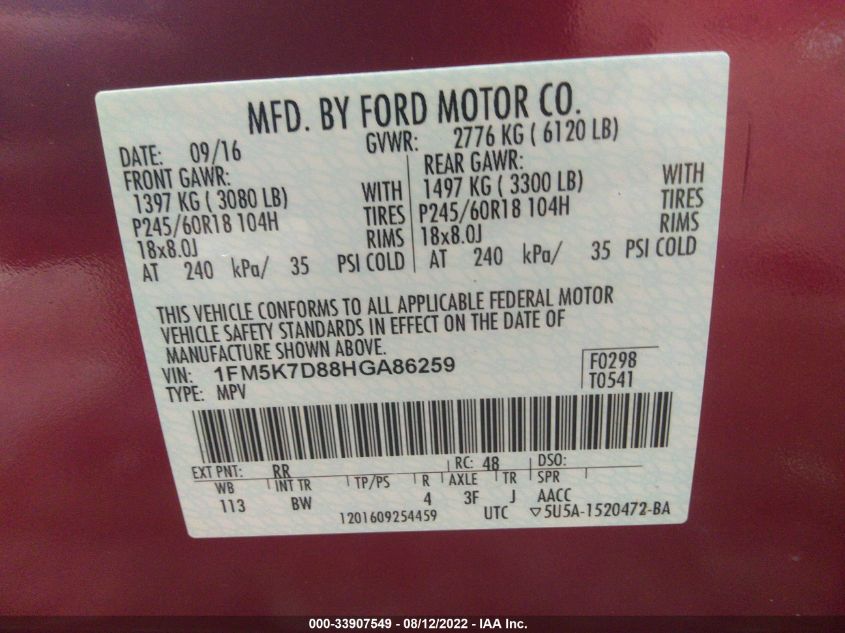 MFD. BY FORD MOTOR CO.
DATE: 09/16 GVWR: 2776 KG ( 6120 LB)
FRONT GAWR: REAR GAWR:
1397 KG ( 3080 LB) WITH 1497 KG ( 3300 LB) WITH
P245/60R18 104H TIRES P245/60R18 104H TIRES
18x8.0J RIMS 18x8.0J RIMS
AT 240 kPa/ 35 PSI COLD AT 240 kPa/ 35 PSI COLD
THIS VEHICLE CONFORMS TO ALL APPLICABLE FEDERAL MOTOR
VEHICLE SAFETY STANDARDS IN EFFECT ON THE DATE OF
MANUFACTURE SHOWN ABOVE.
VIN: 1FM5K7D88HGA86259 F0298
TYPE: MPV T0541
EXT PNT: RR RC: 48 DSO:
WB INT TR TP/PS R AXLE TR SPR
113 BW 4 3F J AACC
1201609254459 UTC ▽5U5A-1520472-BA
000-33907549 - 08/12/2022 - IAA Inc.